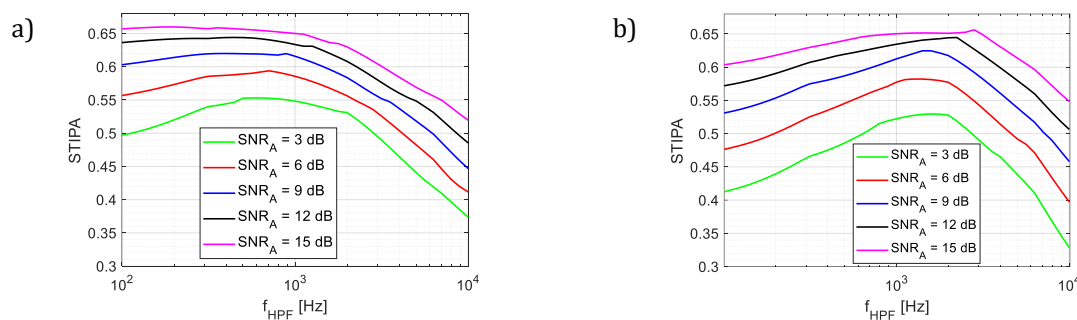 a)
STIPA
0.65
0.6
0.55
0.5
0.45
0.4
0.35
0.3
SNR_A = 3 dB
SNR_A = 6 dB
SNR_A = 9 dB
SNR_A = 12 dB
SNR_A = 15 dB
10^2 10^3 10^4
f_HPF [Hz]
b)
STIPA
0.65
0.6
0.55
0.5
0.45
0.4
0.35
0.3
SNR_A = 3 dB
SNR_A = 6 dB
SNR_A = 9 dB
SNR_A = 12 dB
SNR_A = 15 dB
10^3 10^4
f_HPF [Hz]